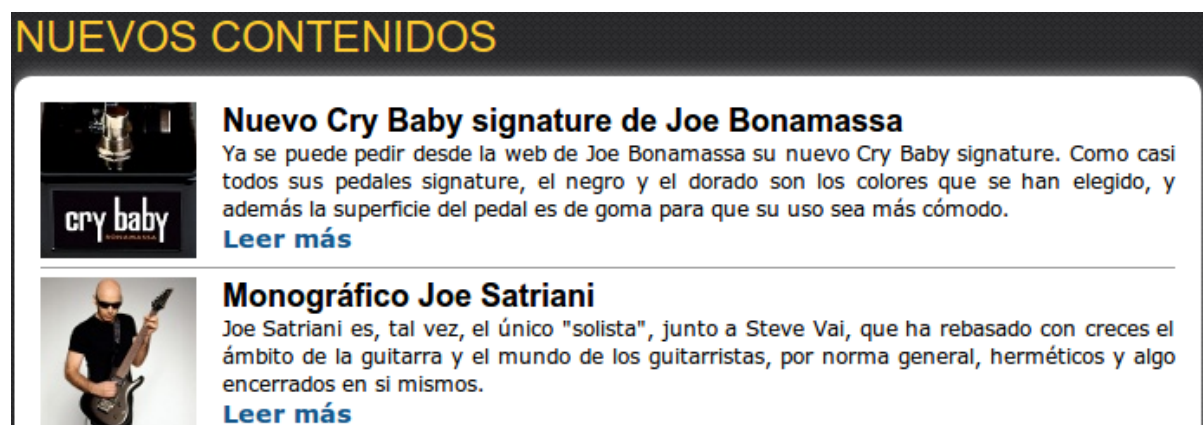 NUEVOS CONTENIDOS
Nuevo Cry Baby signature de Joe Bonamassa
Ya se puede pedir desde la web de Joe Bonamassa su nuevo Cry Baby signature. Como casi
todos sus pedales signature, el negro y el dorado son los colores que se han elegido, y
además la superficie del pedal es de goma para que su uso sea más cómodo.
Leer más
cry baby
BONAMASSA
Monográfico Joe Satriani
Joe Satriani es, tal vez, el único "solista", junto a Steve Vai, que ha rebasado con creces el
ámbito de la guitarra y el mundo de los guitarristas, por norma general, herméticos y algo
encerrados en si mismos.
Leer más